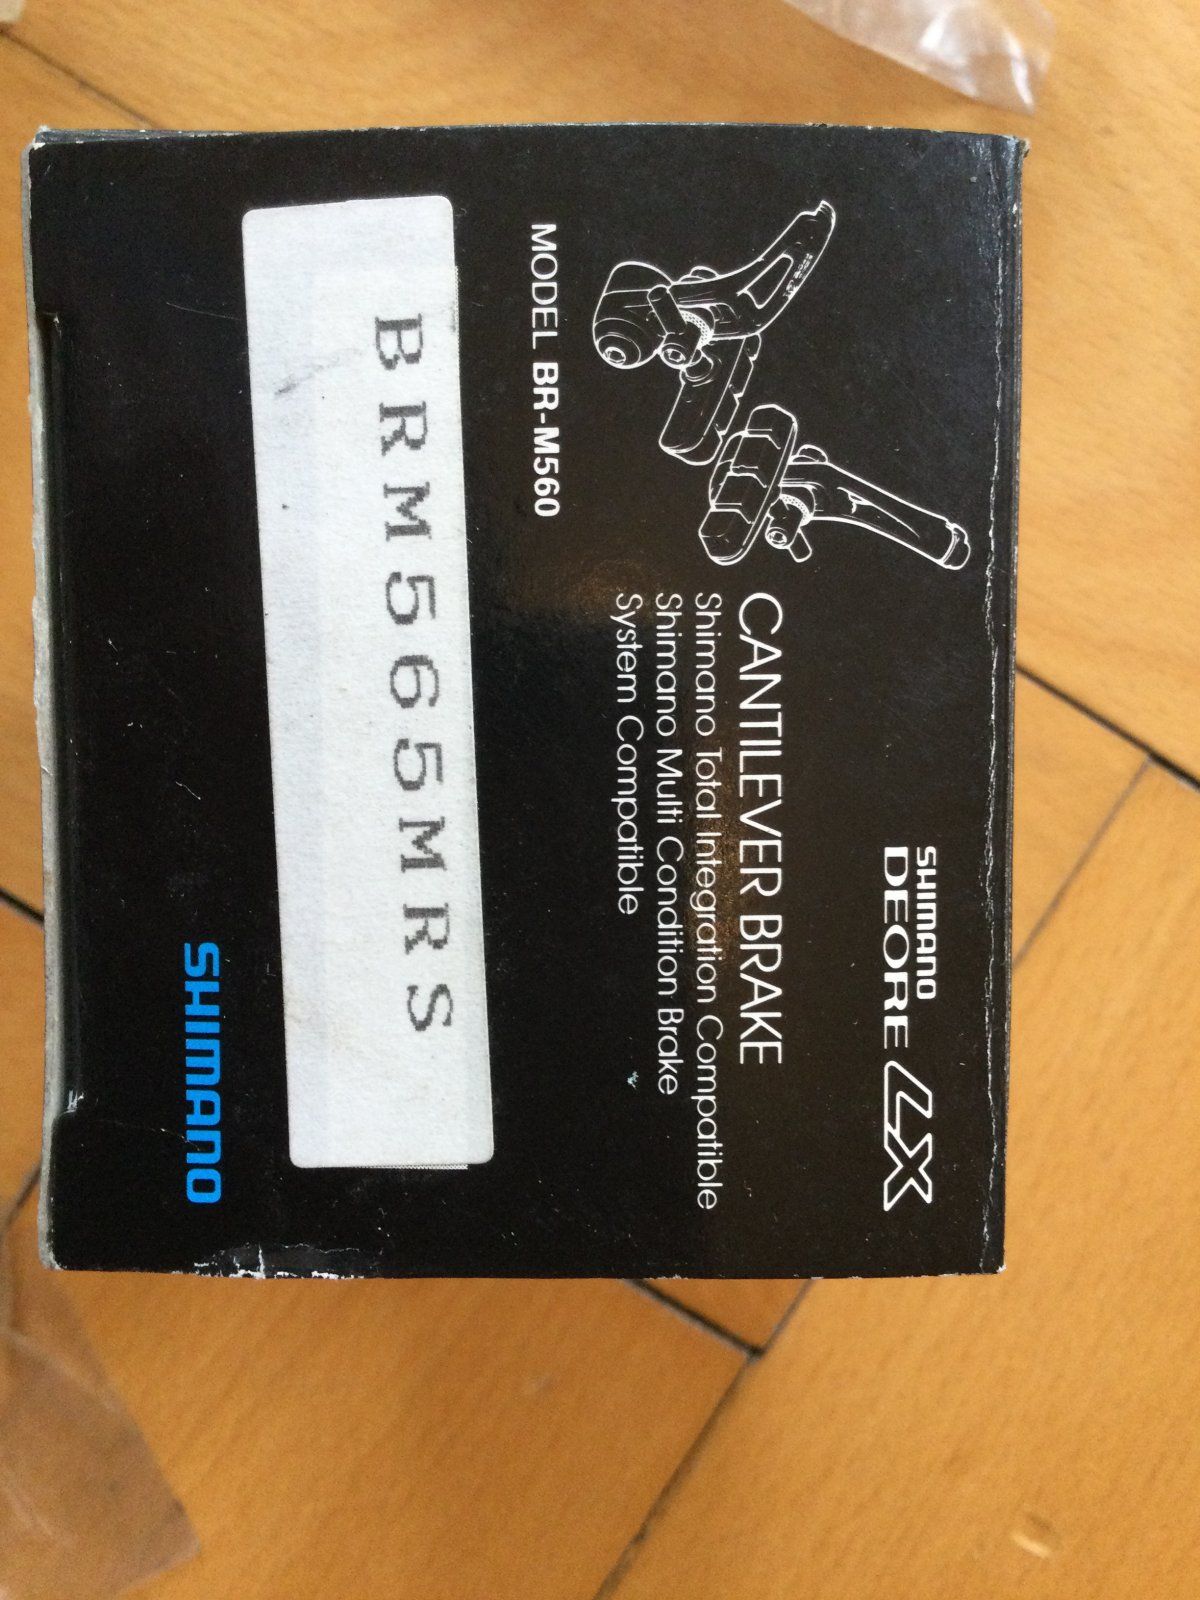 SHIMANO
DEORE LX
CANTILEVER BRAKE
Shimano Total Integration Compatible
Shimano Multi Condition Brake
System Compatible
MODEL BR-M560
BRM565MRS
SHIMANO